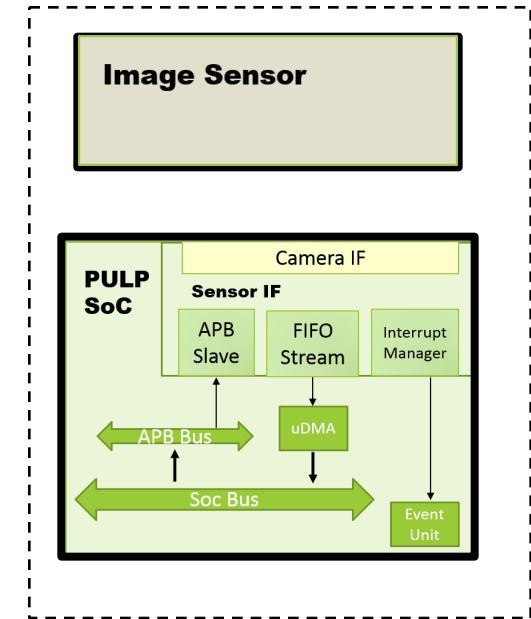 Image Sensor
Camera IF
PULP
SoC
Sensor IF
APB
Slave
FIFO
Stream
Interrupt
Manager
APB Bus
uDMA
Soc Bus
Event
Unit